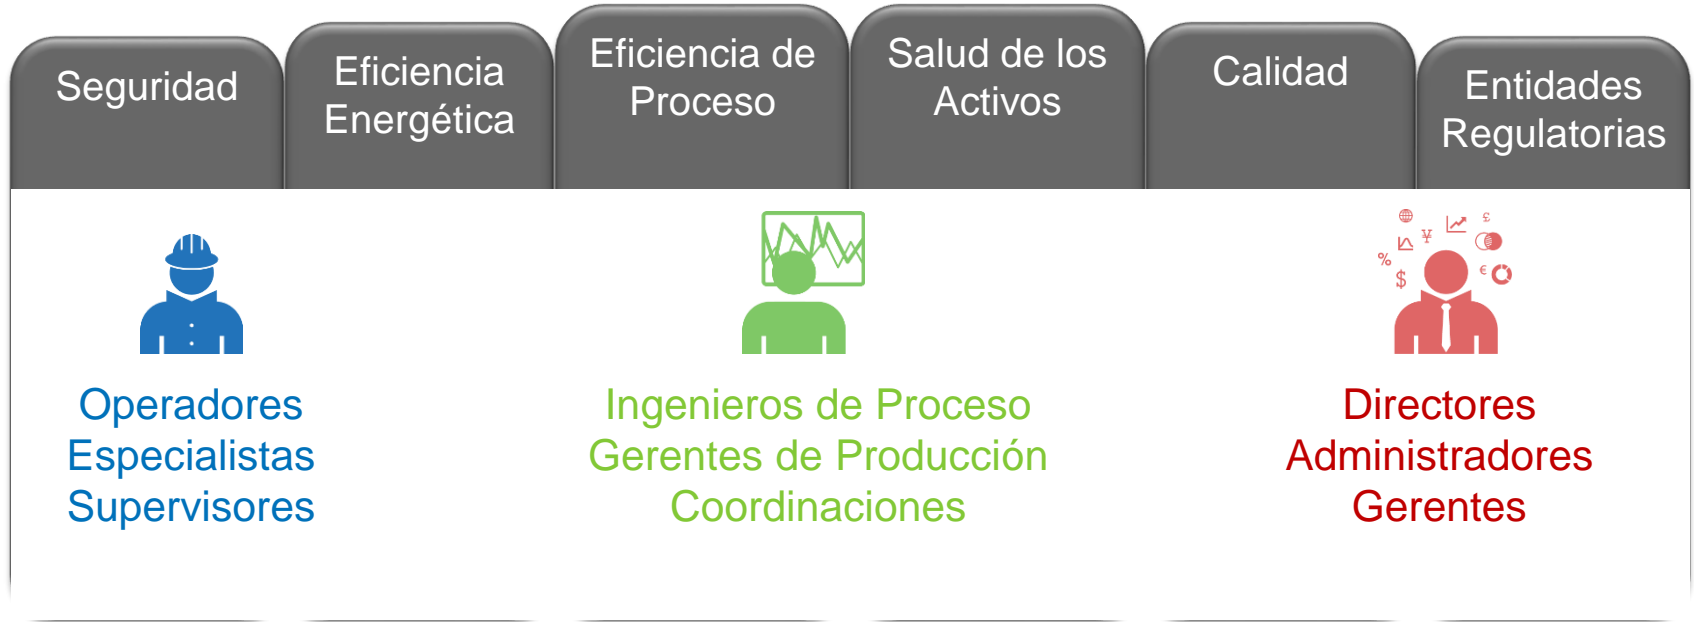 Seguridad
Eficiencia
Energética
Eficiencia de
Proceso
Salud de los
Activos
Calidad
Entidades
Regulatorias
% $ ¥ £ €
Operadores
Especialistas
Supervisores
Ingenieros de Proceso
Gerentes de Producción
Coordinaciones
Directores
Administradores
Gerentes